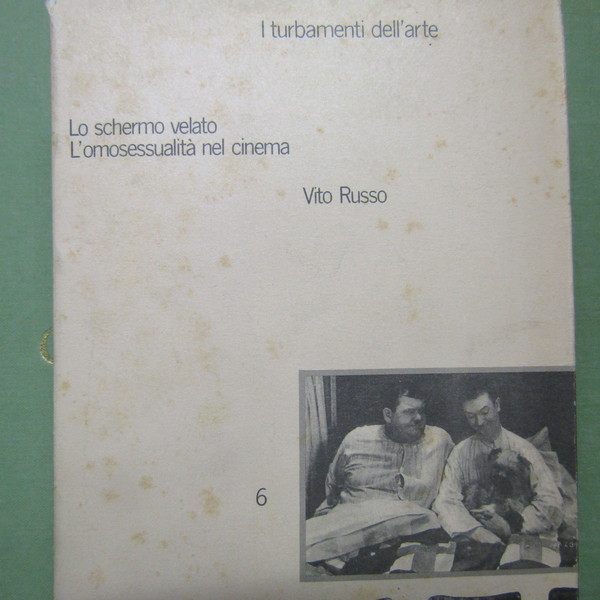 I turbamenti dell'arte
Lo schermo velato
L'omosessualità nel cinema
Vito Russo
6